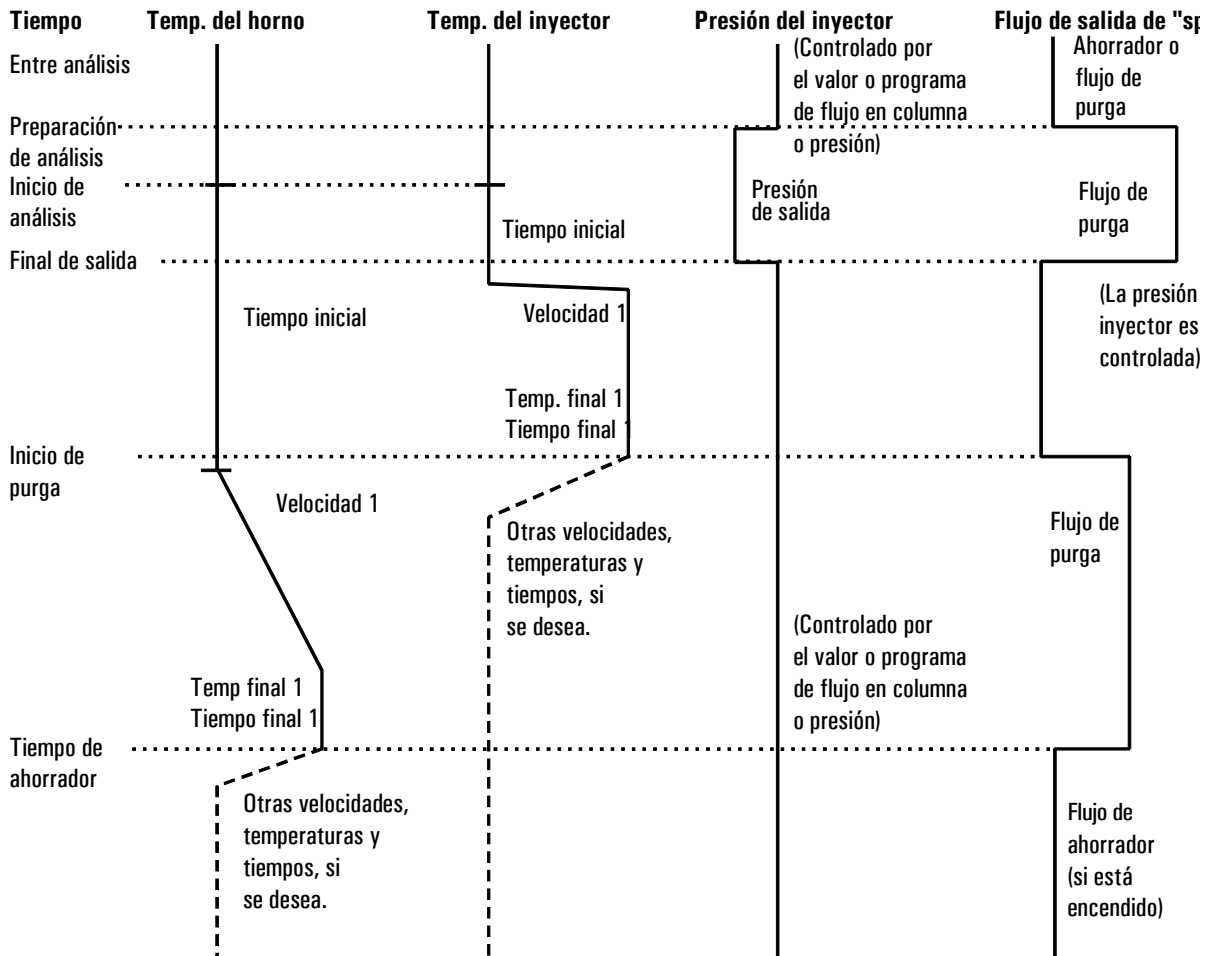 Tiempo
Temp. del horno
Temp. del inyector
Presión del inyector
Flujo de salida de "sp
Entre análisis
(Controlado por
el valor o programa
de flujo en columna
o presión)
Ahorrador o
flujo de
purga
Preparación
de análisis
Inicio de
análisis
Presión
de salida
Flujo de
purga
Tiempo inicial
Final de salida
Tiempo inicial
Velocidad 1
(La presión
inyector es
controlada)
Temp. final 1
Tiempo final 1
Inicio de
purga
Velocidad 1
Otras velocidades,
temperaturas y
tiempos, si
se desea.
Flujo de
purga
(Controlado por
el valor o programa
de flujo en columna
o presión)
Temp final 1
Tiempo final 1
Tiempo de
ahorrador
Otras velocidades,
temperaturas y
tiempos, si
se desea.
Flujo de
ahorrador
(si está
encendido)